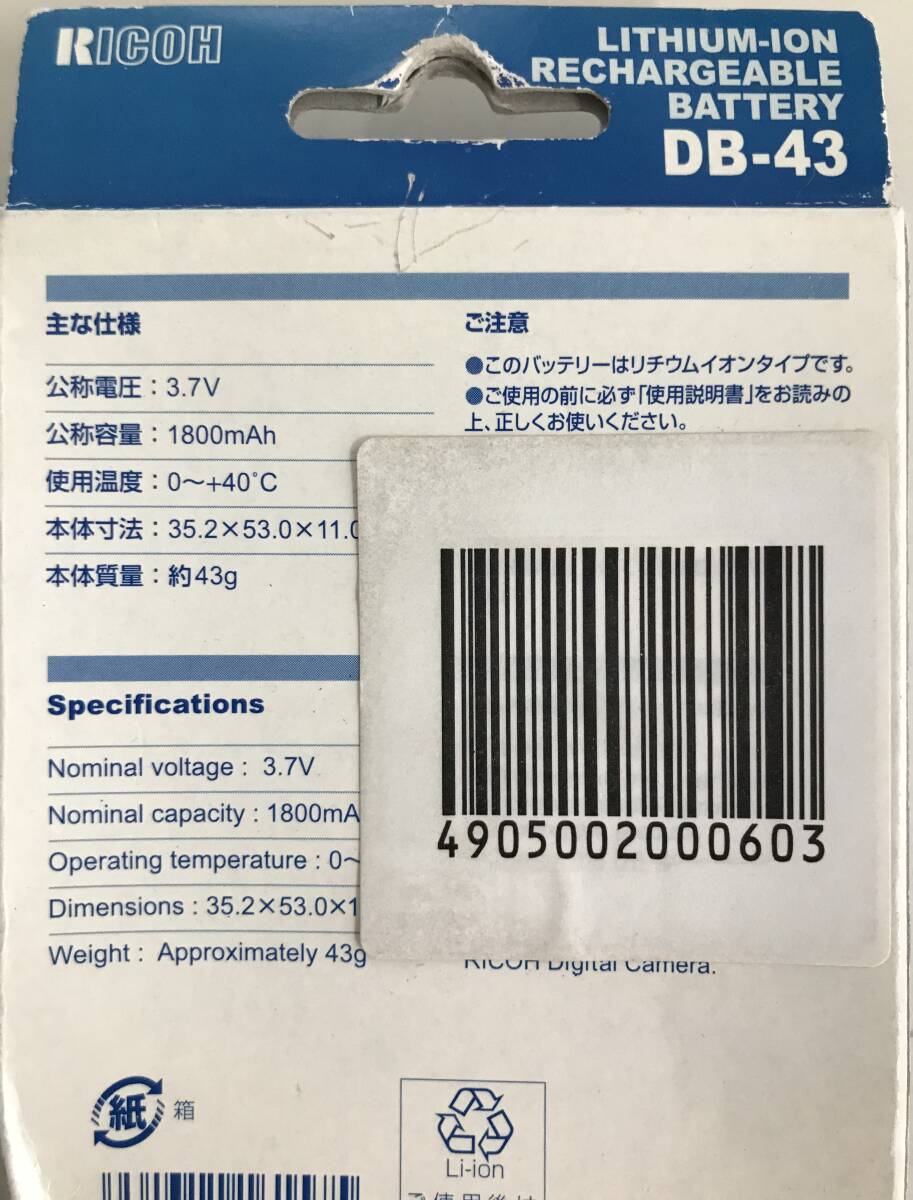 RICOH
LITHIUM-ION
RECHARGEABLE
BATTERY
DB-43
主な仕様
公称電圧：3.7V
公称容量：1800mAh
使用温度：0～+40˚C
本体寸法：35.2×53.0×11.0
本体質量：約43g
ご注意
●このバッテリーはリチウムイオンタイプです。
●ご使用の前に必ず「使用説明書」をお読みの
上、正しくお使いください。
Specifications
Nominal voltage : 3.7V
Nominal capacity : 1800mA
Operating temperature : 0～
Dimensions : 35.2×53.0×1
Weight : Approximately 43g
4905002000603
RICOH Digital Camera.
紙
箱
Li-ion
ご使用後は